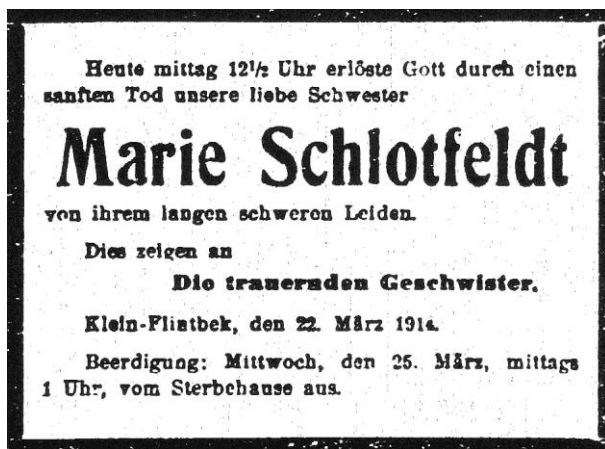 Heute mittag 12½ Uhr erlöste Gott durch einen
sanften Tod unsere liebe Schwester
Marie Schlotfeldt
von ihrem langen schweren Leiden.
Dies zeigen an
Die trauernden Geschwister.
Klein-Flintbek, den 22. März 1914.
Beerdigung: Mittwoch, den 25. März, mittags
1 Uhr, vom Sterbehause aus.